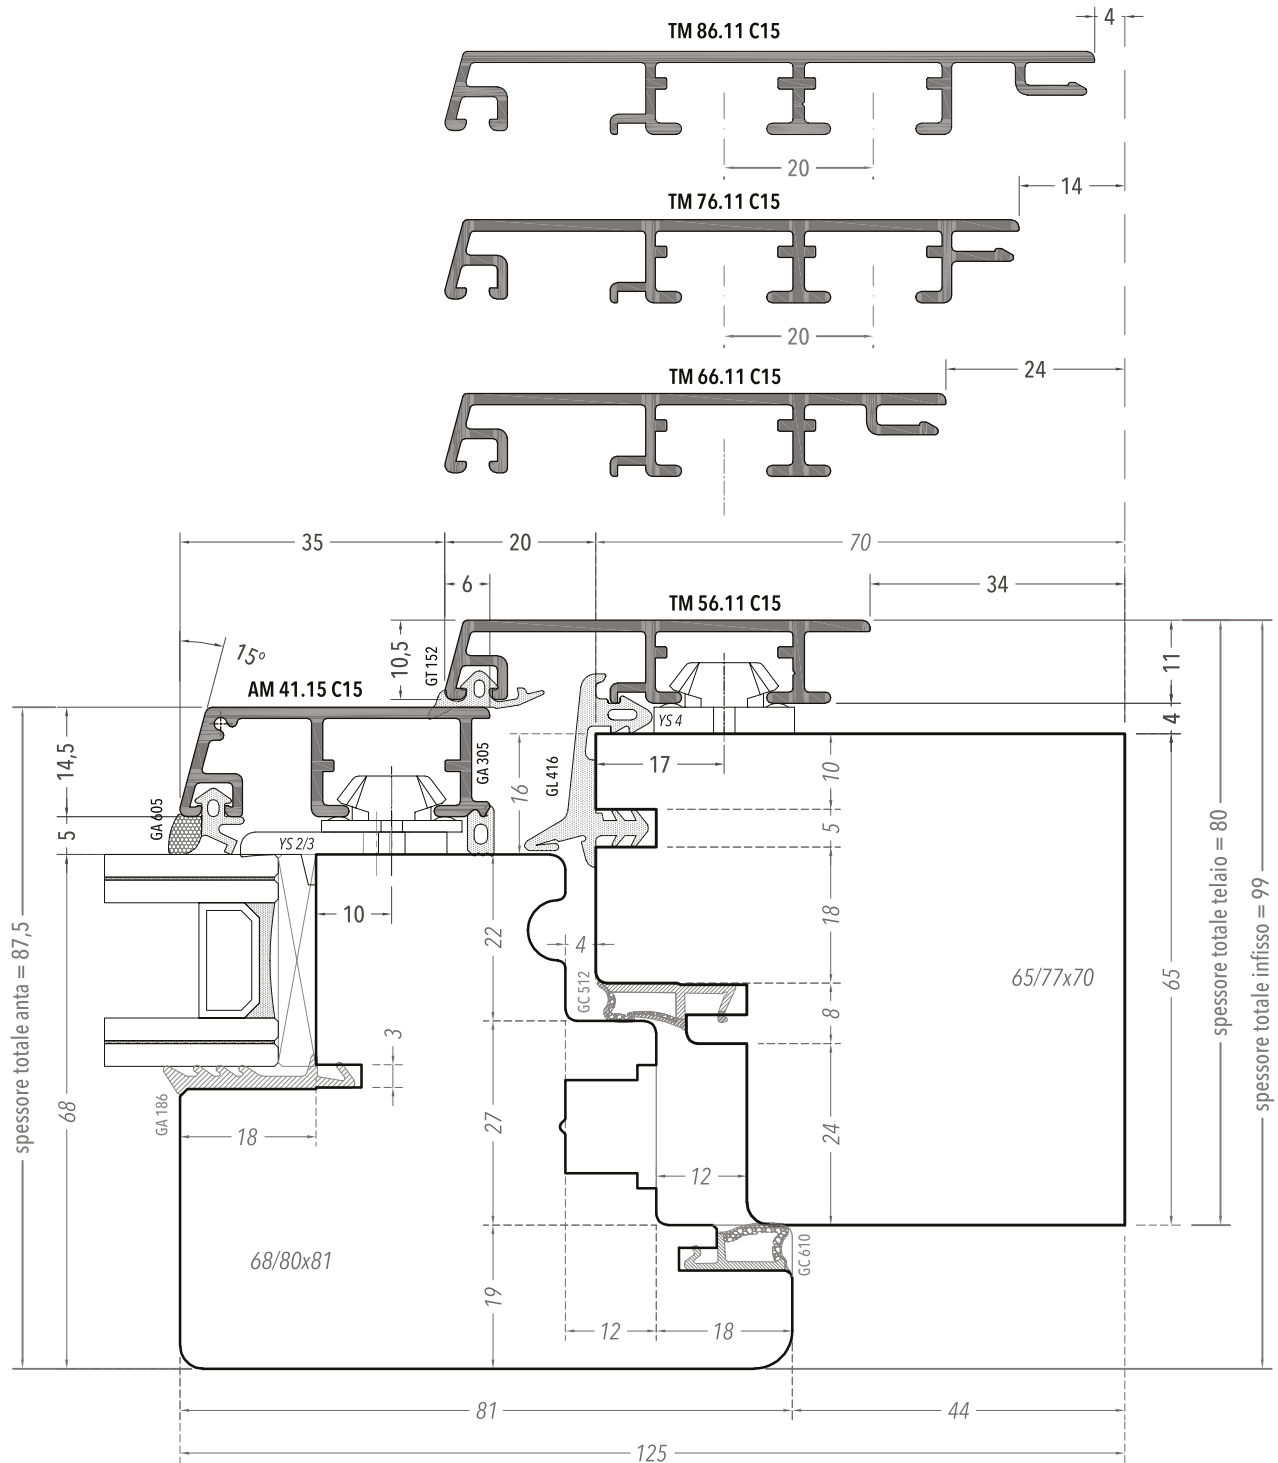 TM 86.11 C15
4
20
TM 76.11 C15
14
20
TM 66.11 C15
24
35
20
70
6
34
TM 56.11 C15
15°
10,5
GT 152
11
AM 41.15 C15
YS 4
4
14,5
GA 305
GL 416
16
17
10
GA 605
5
YS 2/3
5
10
22
4
18
GC 512
65/77x70
65
8
3
GA 186
18
68
27
24
12
68/80x81
GC 610
19
12
18
spessore totale anta = 87,5
spessore totale telaio = 80
spessore totale infisso = 99
81
44
125